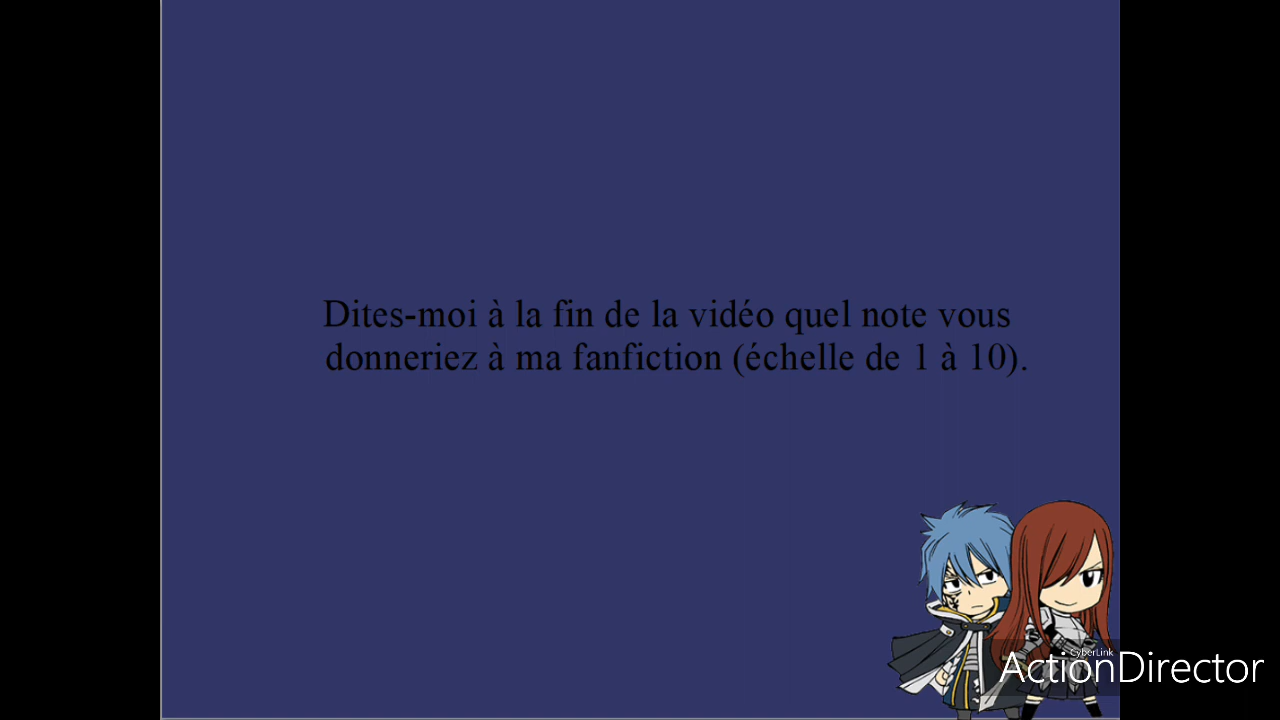 Dites-moi à la fin de la vidéo quel note vous
donneriez à ma fanfiction (échelle de 1 à 10).
CyberLink
ActionDirector